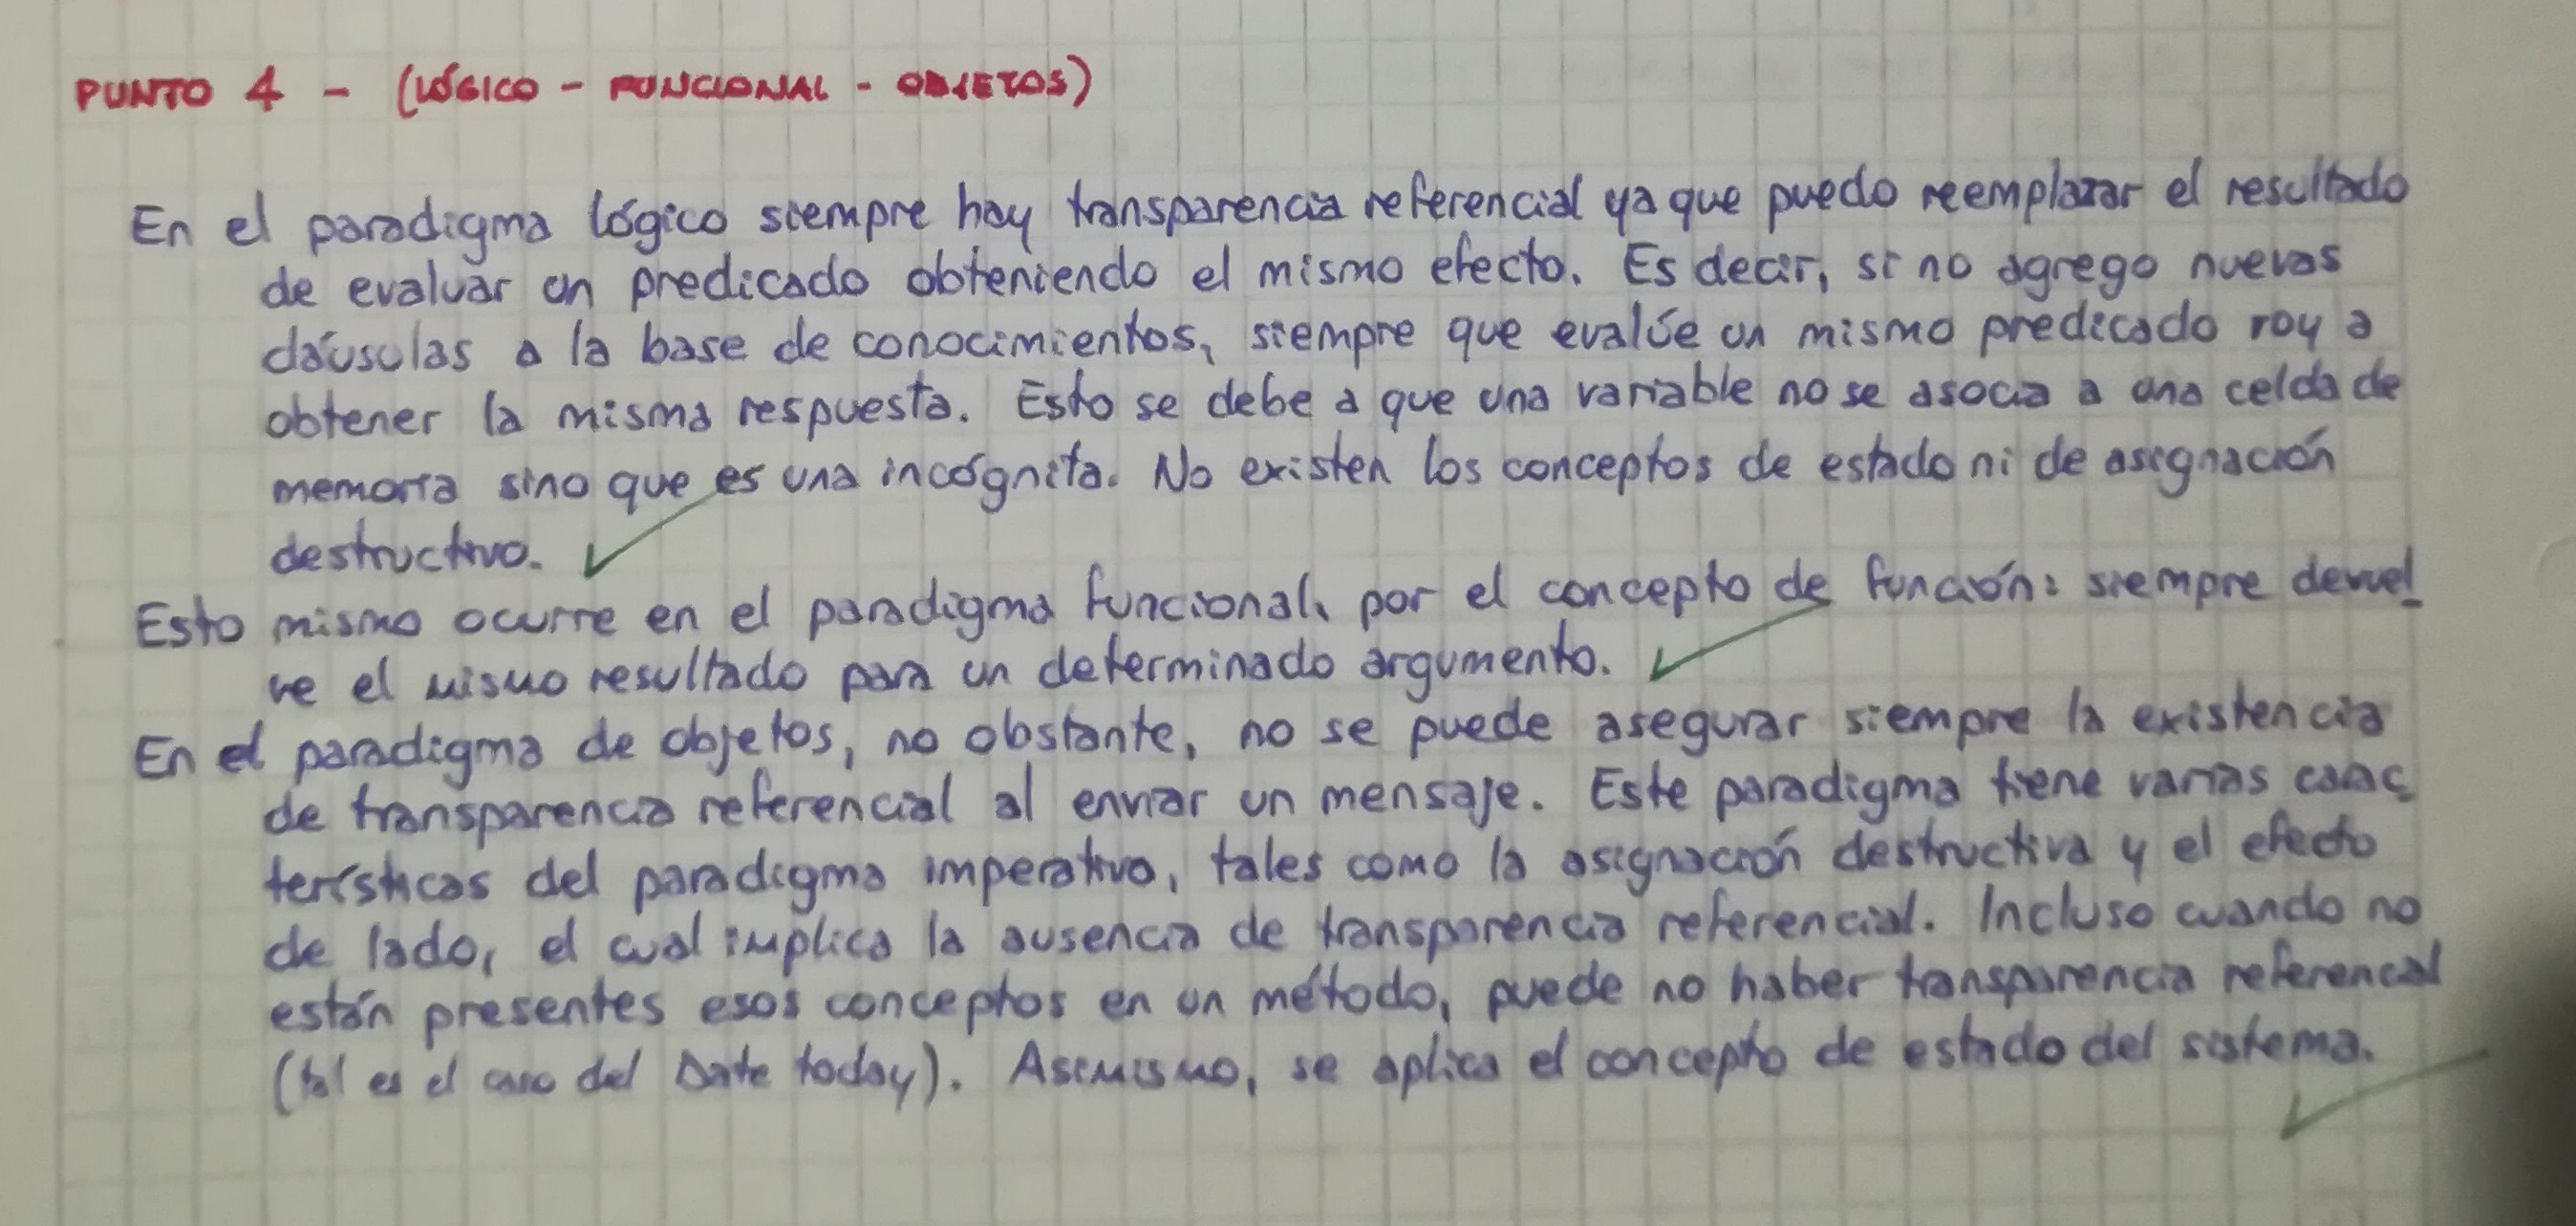 PUNTO 4 - (LÓGICO - FUNCIONAL - OBJETOS)
En el paradigma lógico siempre hay transparencia referencial ya que puedo reemplazar el resultado
de evaluar un predicado obteniendo el mismo efecto. Es decir, si no agrego nuevas
cláusulas a la base de conocimientos, siempre que evalúe un mismo predicado voy a
obtener la misma respuesta. Esto se debe a que una variable no se asocia a una celda de
memoria sino que es una incógnita. No existen los conceptos de estado ni de asignación
destructiva.
Esto mismo ocurre en el paradigma funcional, por el concepto de función: siempre devuel
ve el mismo resultado para un determinado argumento.
En el paradigma de objetos, no obstante, no se puede asegurar siempre la existencia
de transparencia referencial al enviar un mensaje. Este paradigma tiene varias carac
terísticas del paradigma imperativo, tales como la asignación destructiva y el efecto
de lado, el cual implica la ausencia de transparencia referencial. Incluso cuando no
están presentes esos conceptos en un método, puede no haber transparencia referencial
(tal es el caso del Date today). Asimismo, se aplica el concepto de estado del sistema.